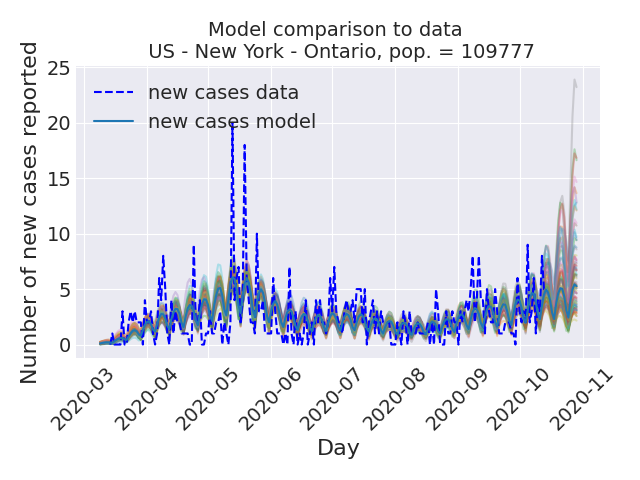 Model comparison to data
US - New York - Ontario, pop. = 109777
Number of new cases reported
25
20
15
10
5
0
new cases data
new cases model
2020-03
2020-04
2020-05
2020-06
2020-07
2020-08
2020-09
2020-10
2020-11
Day